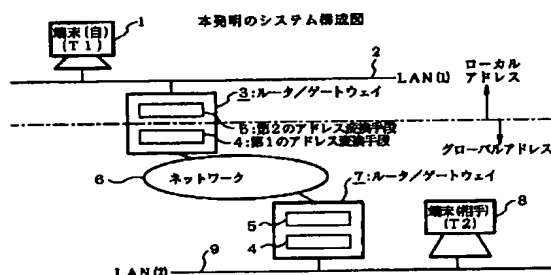 本発明のシステム構成図
1
端末(自)
(T1)
2
LAN(1)
ローカル
アドレス
3:ルータ/ゲートウェイ
5:第2のアドレス変換手段
4:第1のアドレス変換手段
グローバルアドレス
6
ネットワーク
7:ルータ/ゲートウェイ
8
端末(相手)
(T2)
5
4
9
LAN(2)